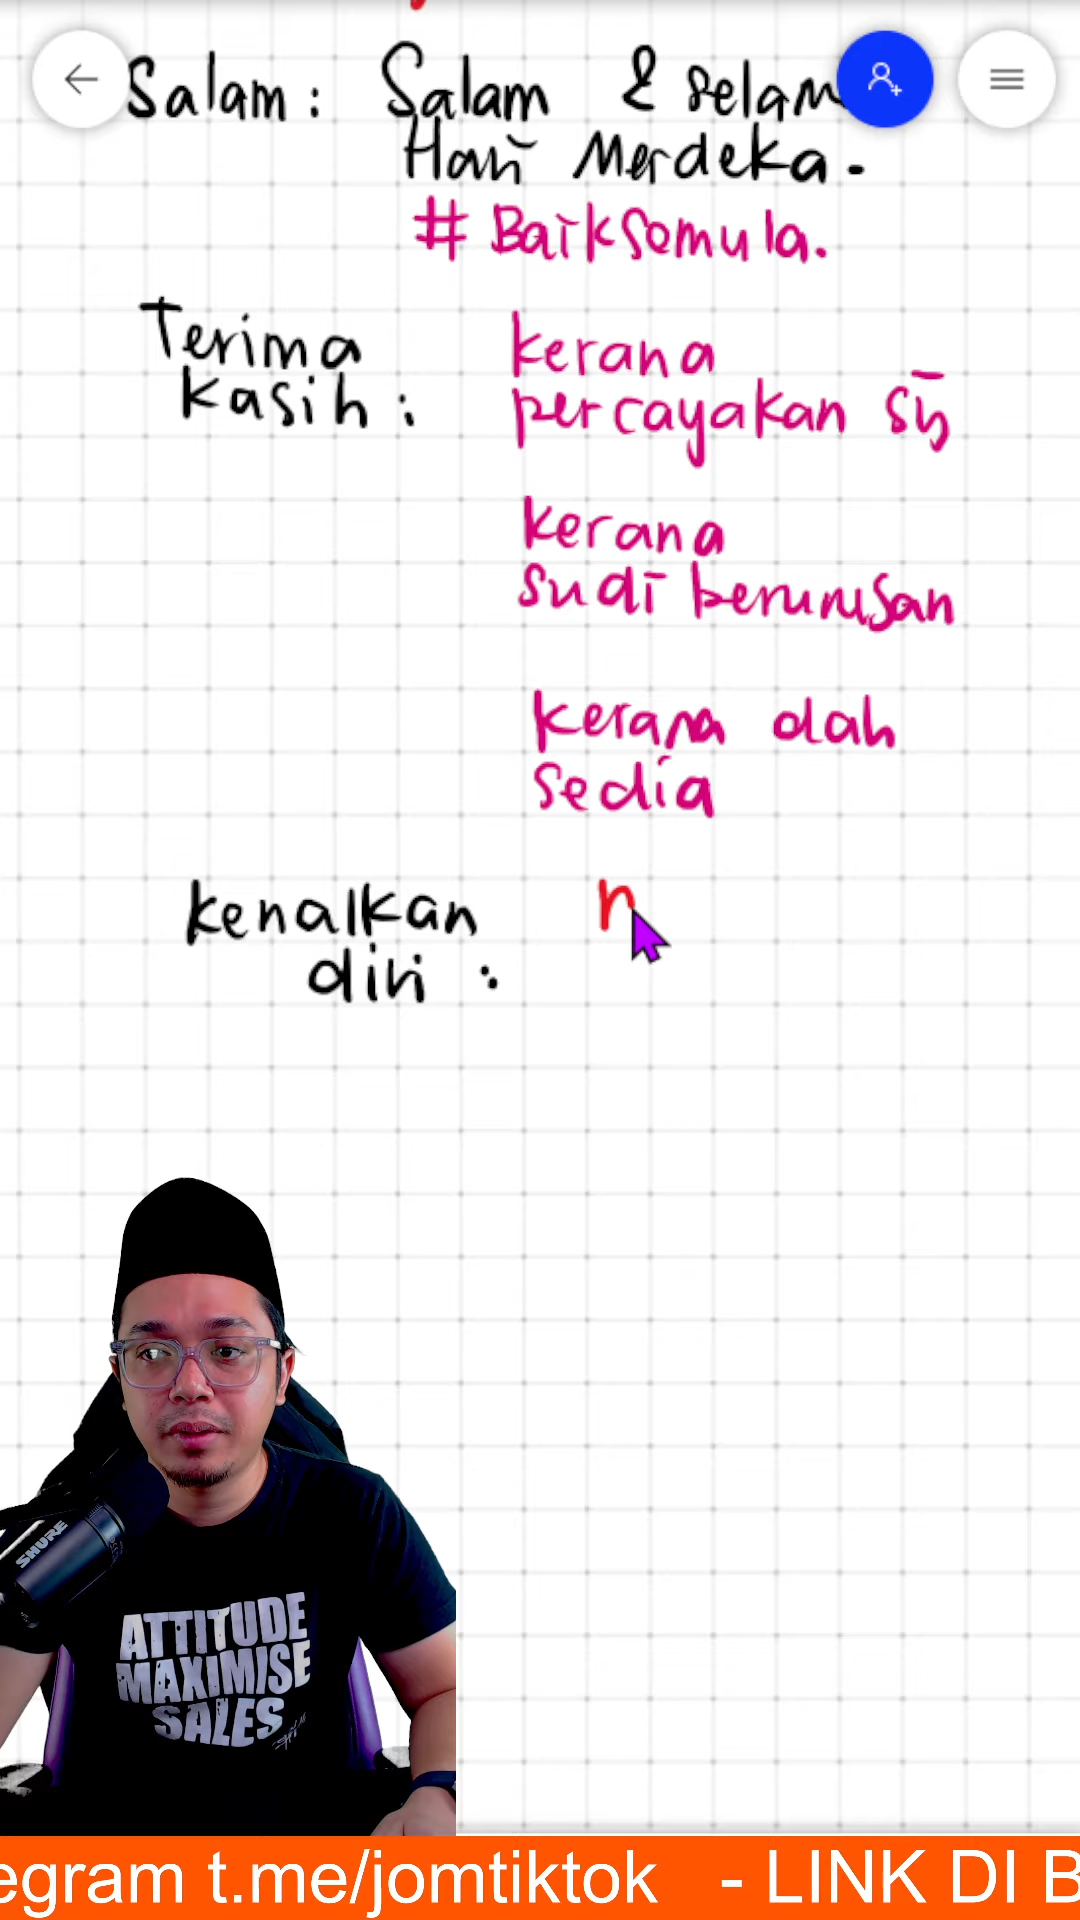 Salam: Salam & selam
Hari Merdeka.
#BaikSemula.
Terima
kasih:
kerana
percayakan sy
kerana
sudi berurusan
kerana dah
sedia
kenalkan
diri:
n
SHURE
ATTITUDE
MAXIMISE
SALES
egram t.me/jomtiktok - LINK DI B